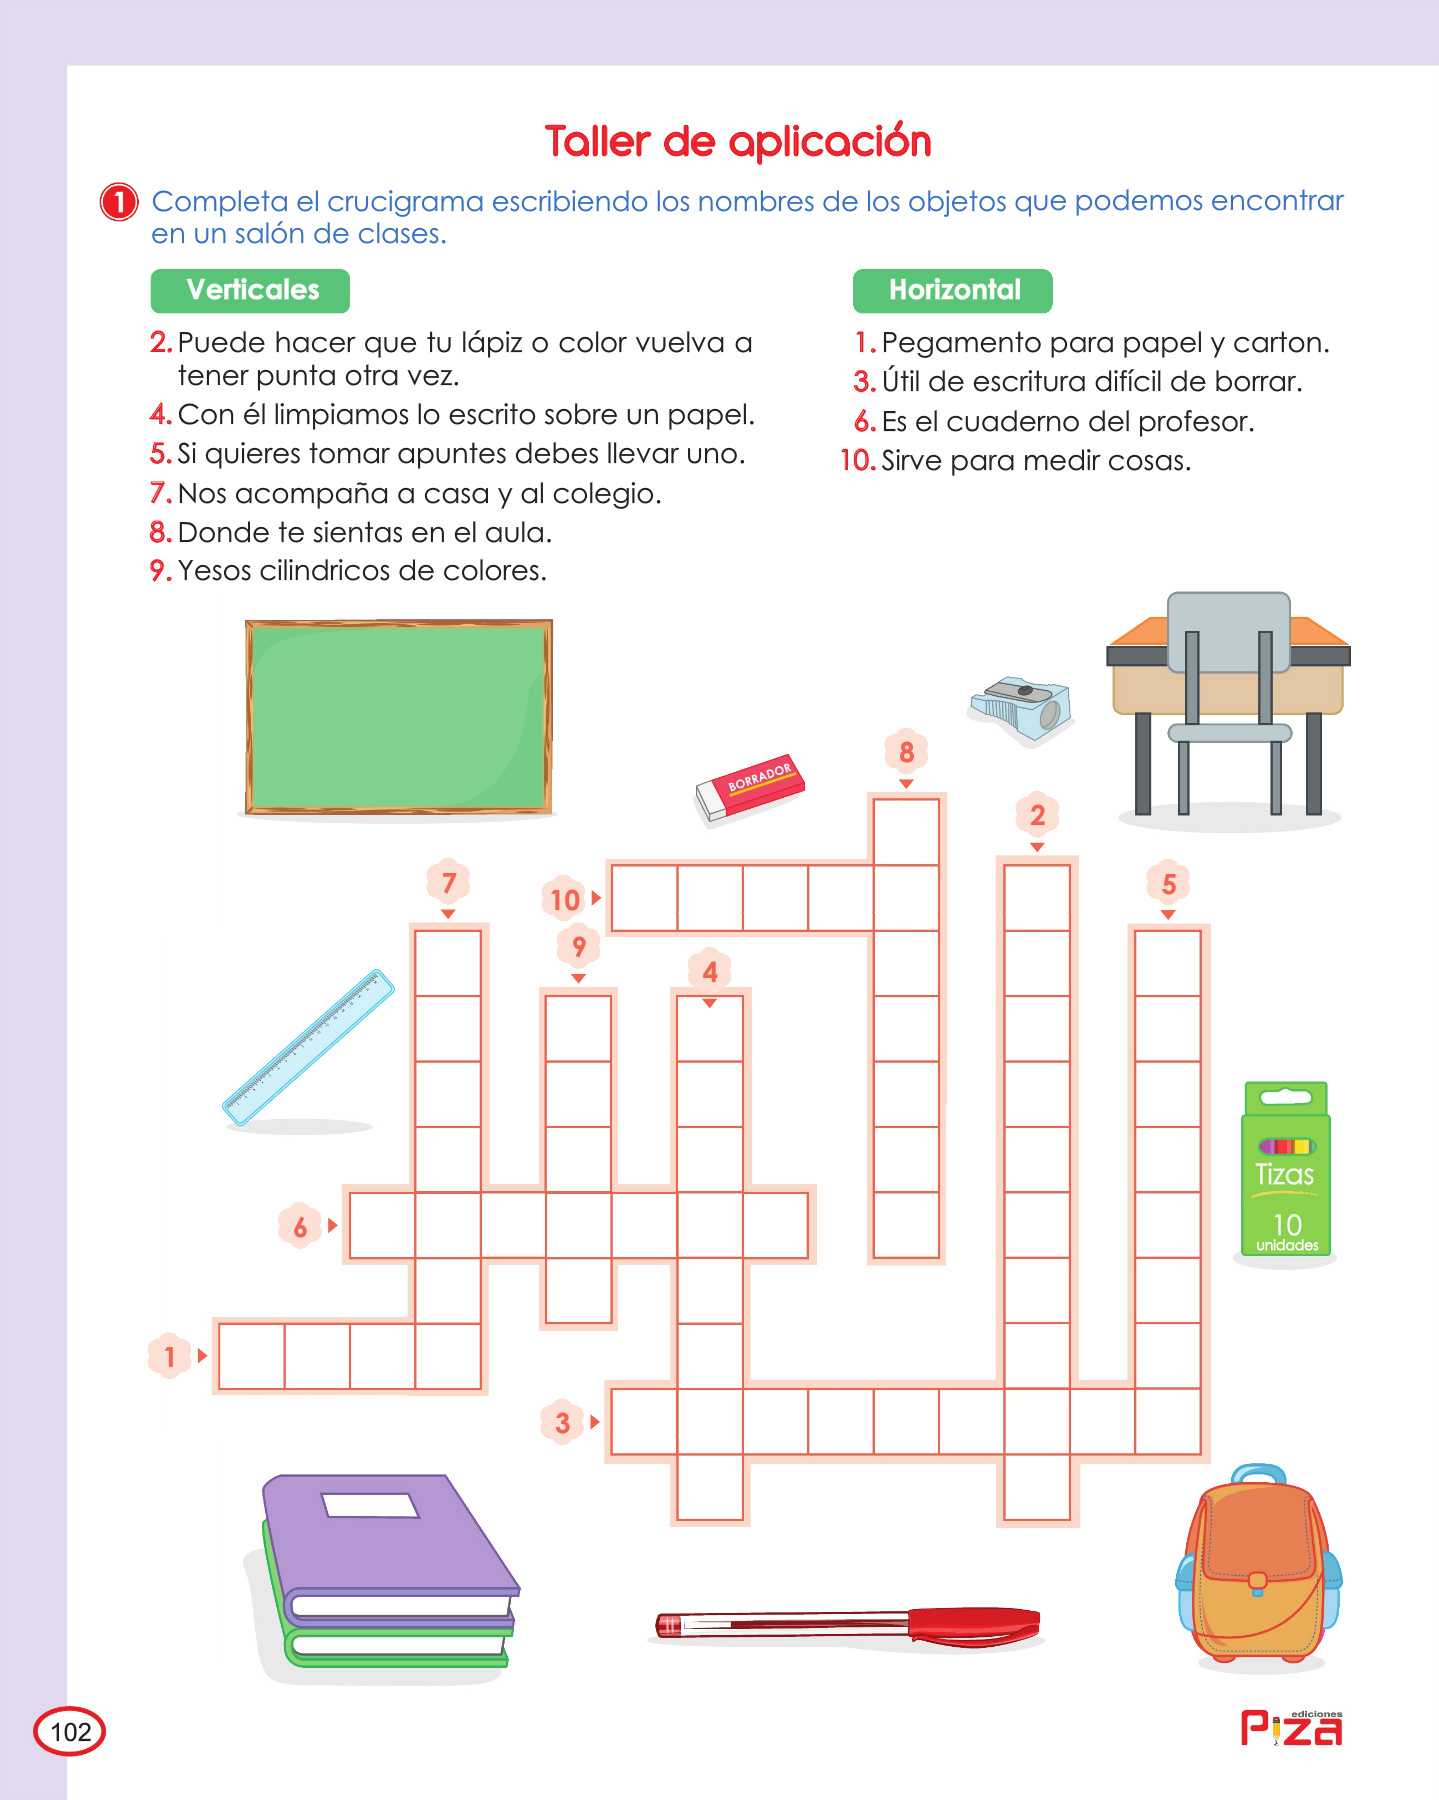 Taller de aplicación
1 Completa el crucigrama escribiendo los nombres de los objetos que podemos encontrar
en un salón de clases.
Verticales
2. Puede hacer que tu lápiz o color vuelva a
tener punta otra vez.
4. Con él limpiamos lo escrito sobre un papel.
5. Si quieres tomar apuntes debes llevar uno.
7. Nos acompaña a casa y al colegio.
8. Donde te sientas en el aula.
9. Yesos cilindricos de colores.
Horizontal
1. Pegamento para papel y carton.
3. Útil de escritura difícil de borrar.
6. Es el cuaderno del profesor.
10. Sirve para medir cosas.
BORRADOR
8
2
7
10
5
9
4
Tizas
10
unidades
6
1
3
102
ediciones
Piza